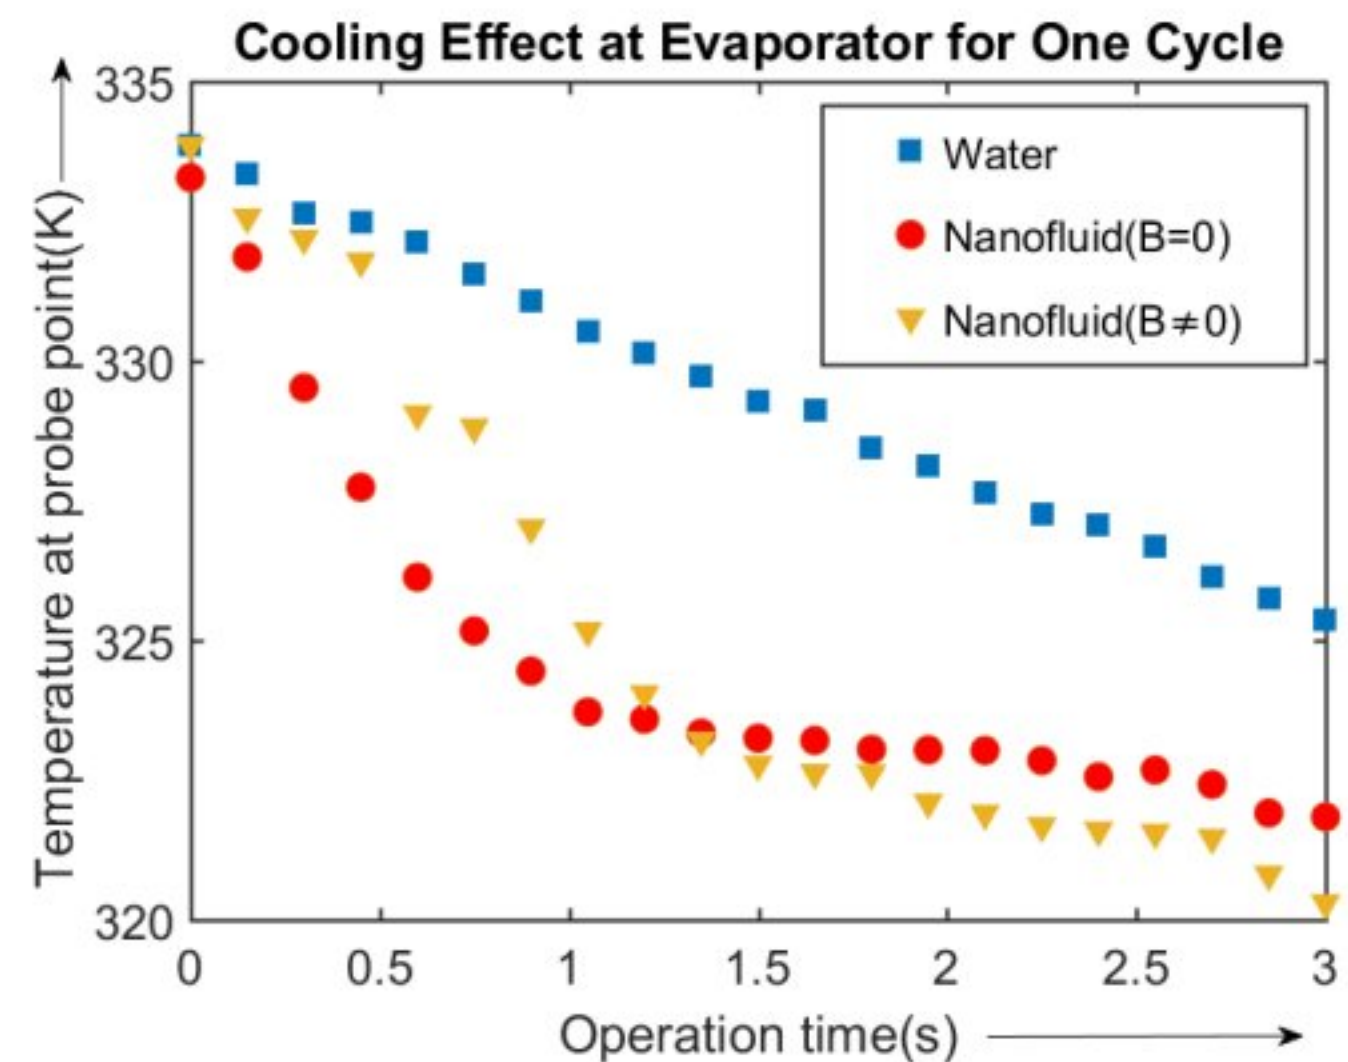 Cooling Effect at Evaporator for One Cycle
Temperature at probe point(K)
335
330
325
320
Water
Nanofluid(B=0)
Nanofluid(B≠0)
0 0.5 1 1.5 2 2.5 3
Operation time(s)